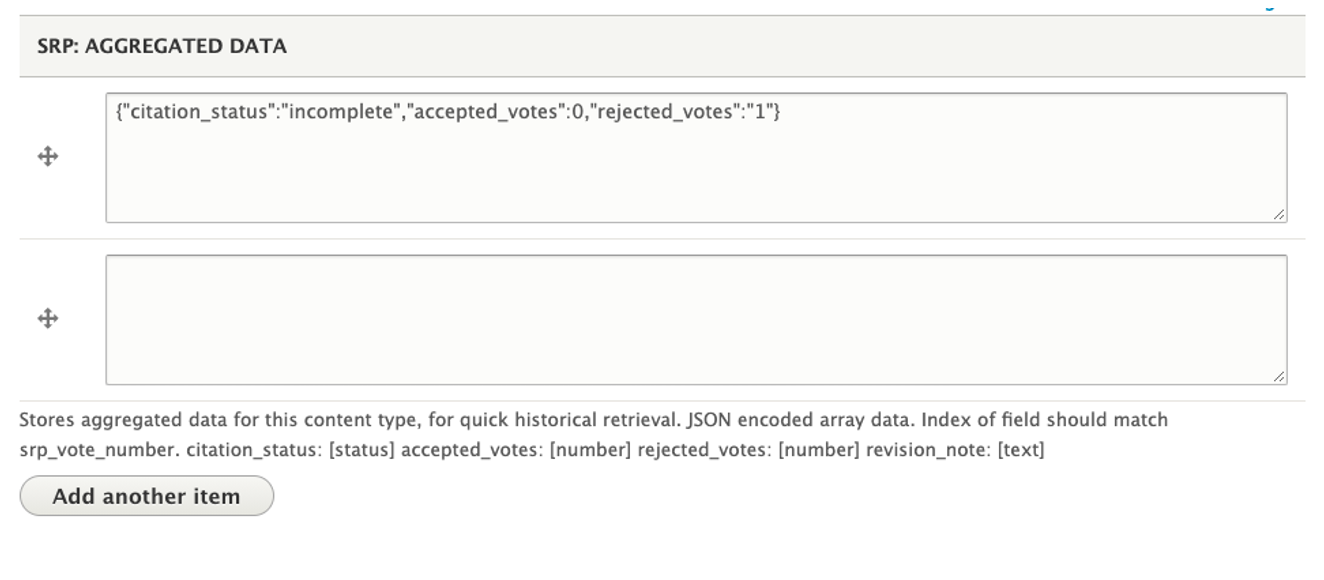 SRP: AGGREGATED DATA
{"citation_status":"incomplete","accepted_votes":0,"rejected_votes":"1"}
Stores aggregated data for this content type, for quick historical retrieval. JSON encoded array data. Index of field should match
srp_vote_number. citation_status: [status] accepted_votes: [number] rejected_votes: [number] revision_note: [text]
Add another item